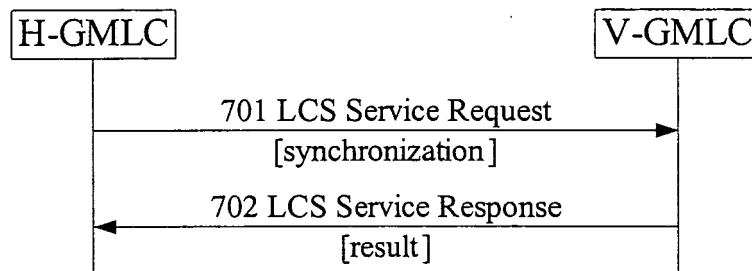 H-GMLC
V-GMLC
701 LCS Service Request
[synchronization]
702 LCS Service Response
[result]